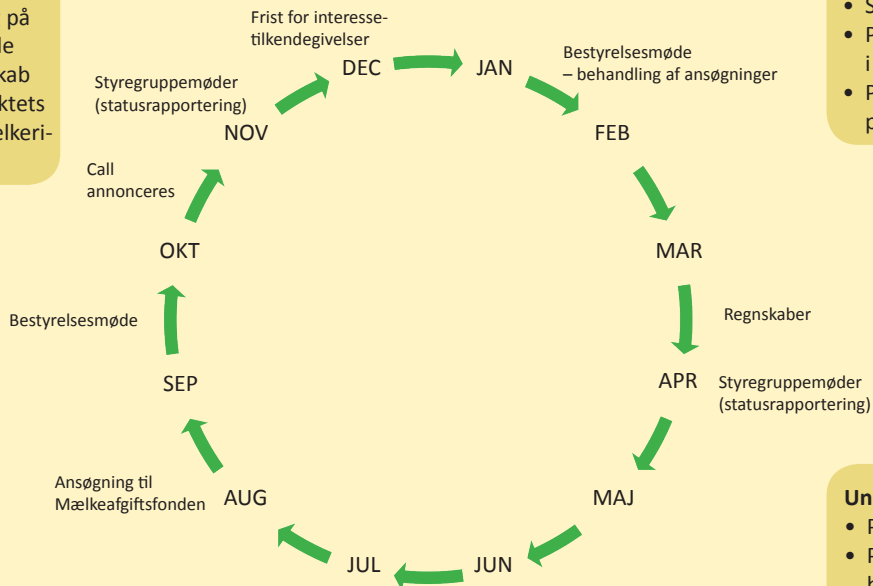 på
de
kab
ktets
elkeri-
Frist for interesse-
tilkendegivelser
DEC
JAN
Bestyrelsesmøde
– behandling af ansøgninger
FEB
MAR
Regnskaber
APR
Styregruppemøder
(statusrapportering)
MAJ
JUN
JUL
AUG
Ansøgning til
Mælkeafgiftsfonden
SEP
Bestyrelsesmøde
OKT
Call
annonceres
NOV
Styregruppemøder
(statusrapportering)
• S
• P
i
• P
p
Un
• P
• P